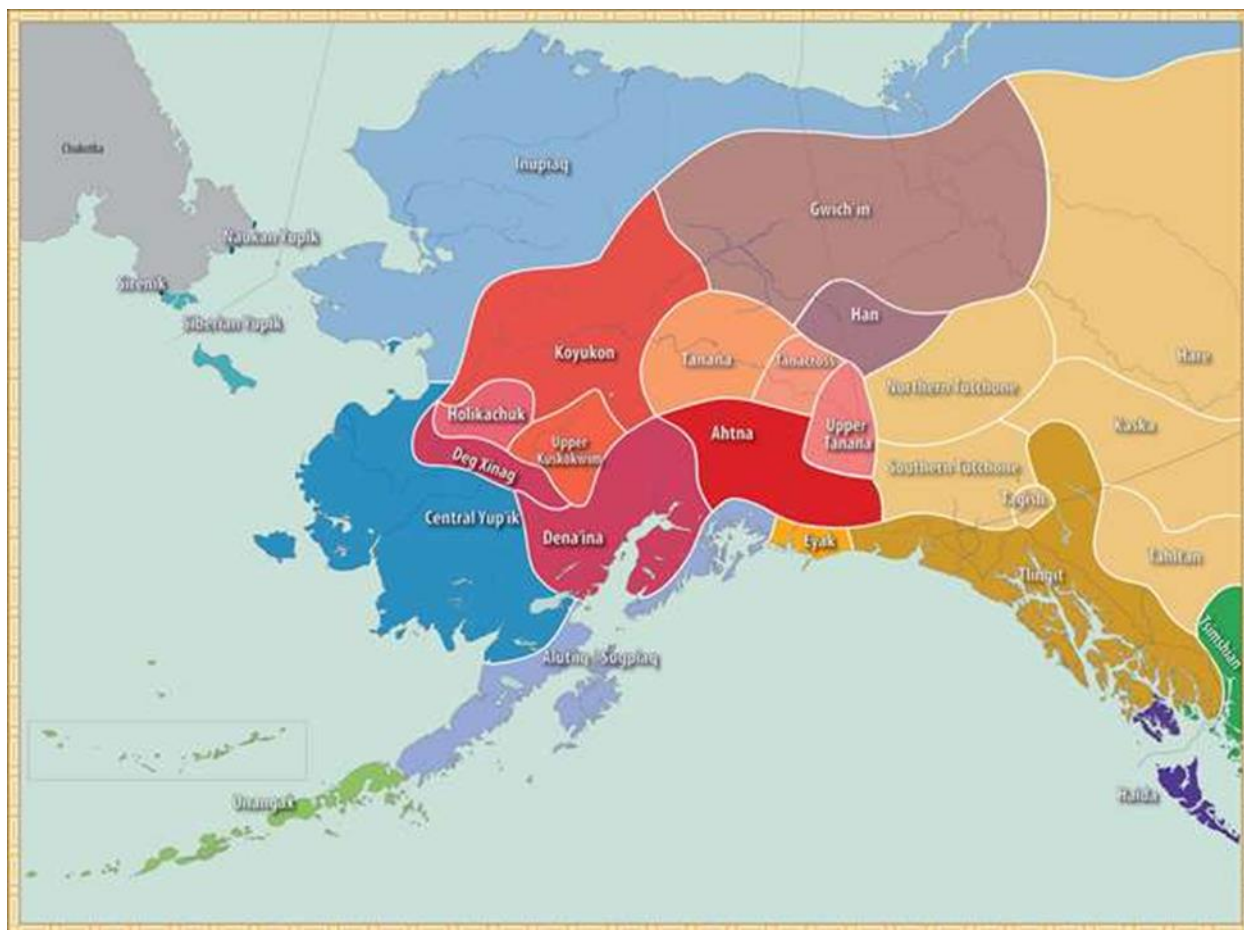 Chukotka
Inupiaq
Naukan Yupik
Sirenik
Siberian Yupik
Gwich'in
Han
Koyukon
Tanana
Tanacross
Hare
Northern Tutchone
Holikachuk
Upper
Kuskokwim
Ahtna
Upper
Tanana
Kaska
Deg Xinag
Southern Tutchone
Tagish
Central Yup'ik
Dena'ina
Eyak
Tahltan
Tlingit
Tsimshian
Alutiiq / Sugpiaq
Unangax
Haida